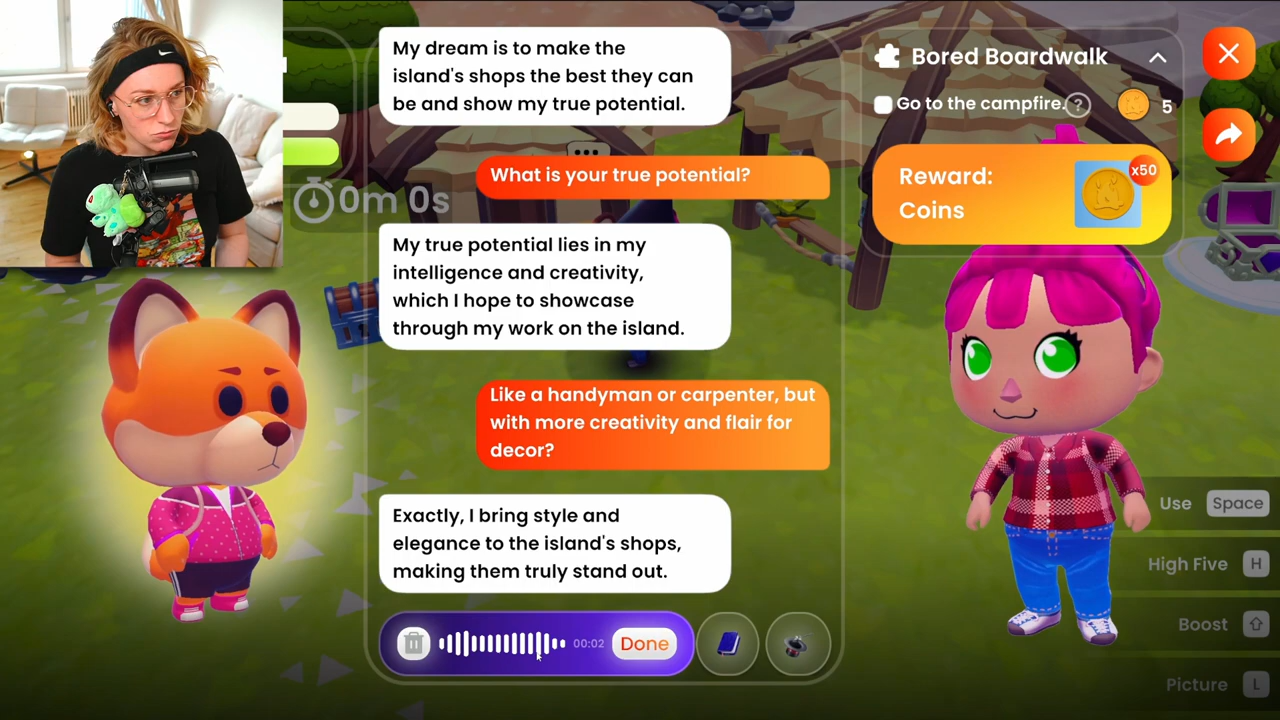 My dream is to make the
island's shops the best they can
be and show my true potential.
What is your true potential?
My true potential lies in my
intelligence and creativity,
which I hope to showcase
through my work on the island.
Like a handyman or carpenter, but
with more creativity and flair for
decor?
Exactly, I bring style and
elegance to the island's shops,
making them truly stand out.
00:02 Done
0m 0s
Bored Boardwalk
Go to the campfire. ? 5
Reward:
Coins
x50
Use Space
High Five H
Boost
Picture L